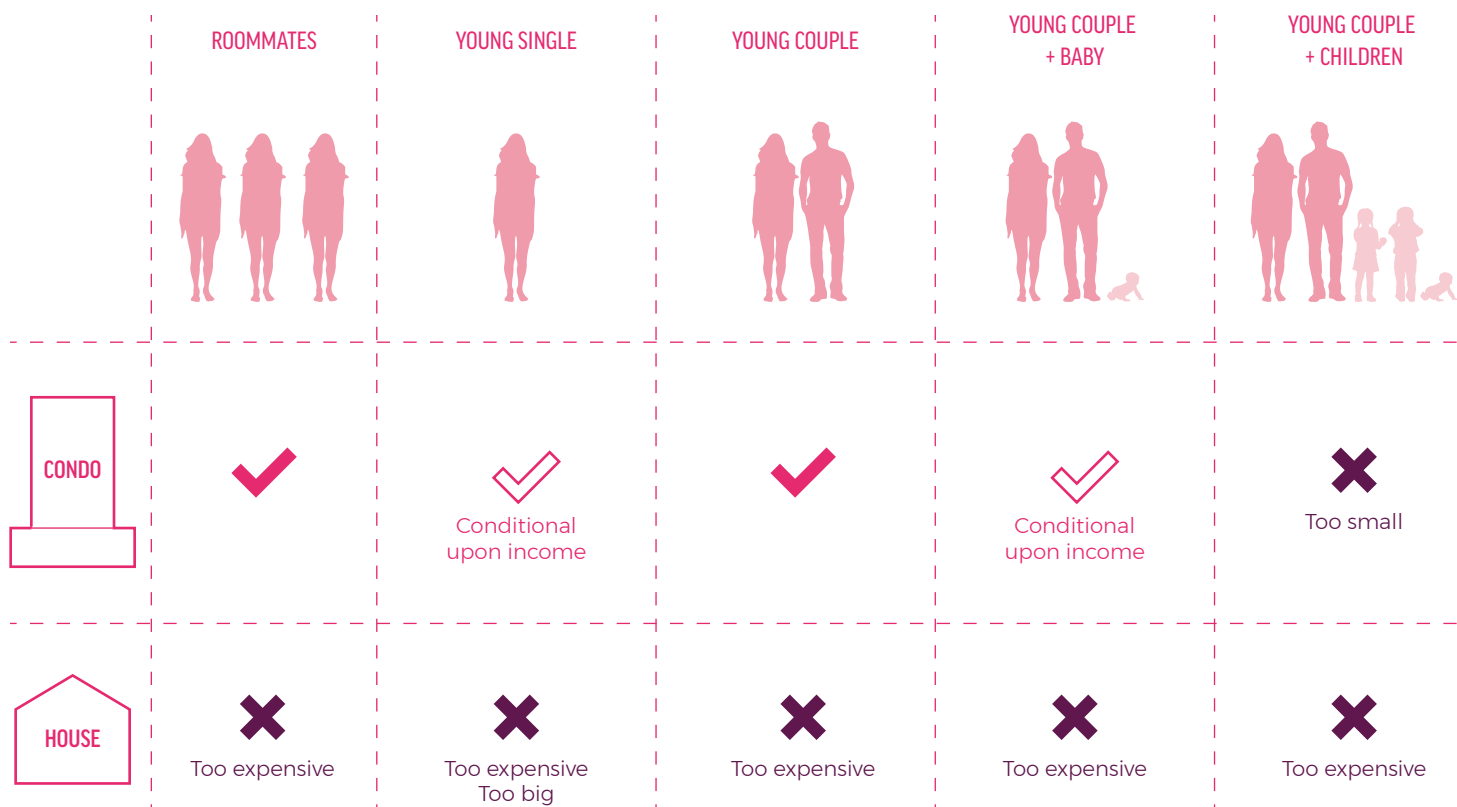 ROOMMATES
YOUNG SINGLE
YOUNG COUPLE
YOUNG COUPLE
+ BABY
YOUNG COUPLE
+ CHILDREN
CONDO
Conditional
upon income
Conditional
upon income
Too small
HOUSE
Too expensive
Too expensive
Too big
Too expensive
Too expensive
Too expensive